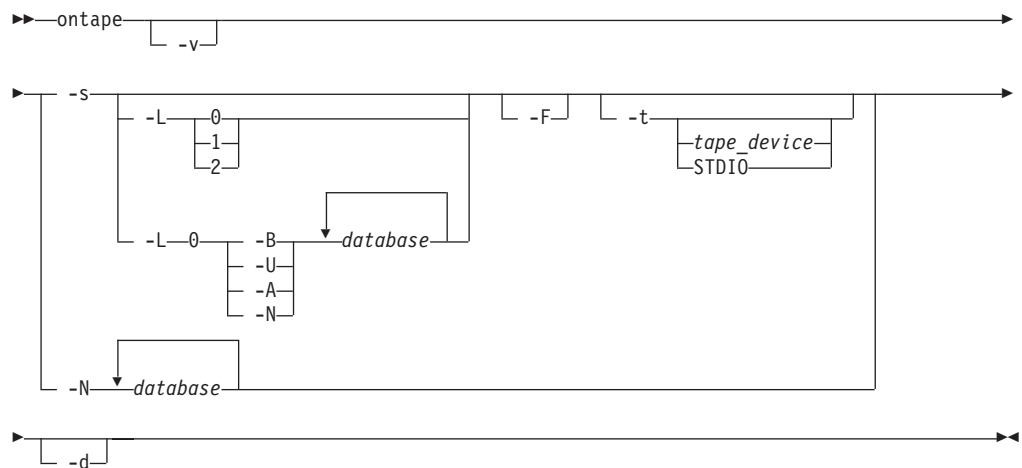 ontape
-v
-s
-L 0 -F -t
1 tape_device
2 STDIO
-L 0 -B database
-U
-A
-N
-N database
-d